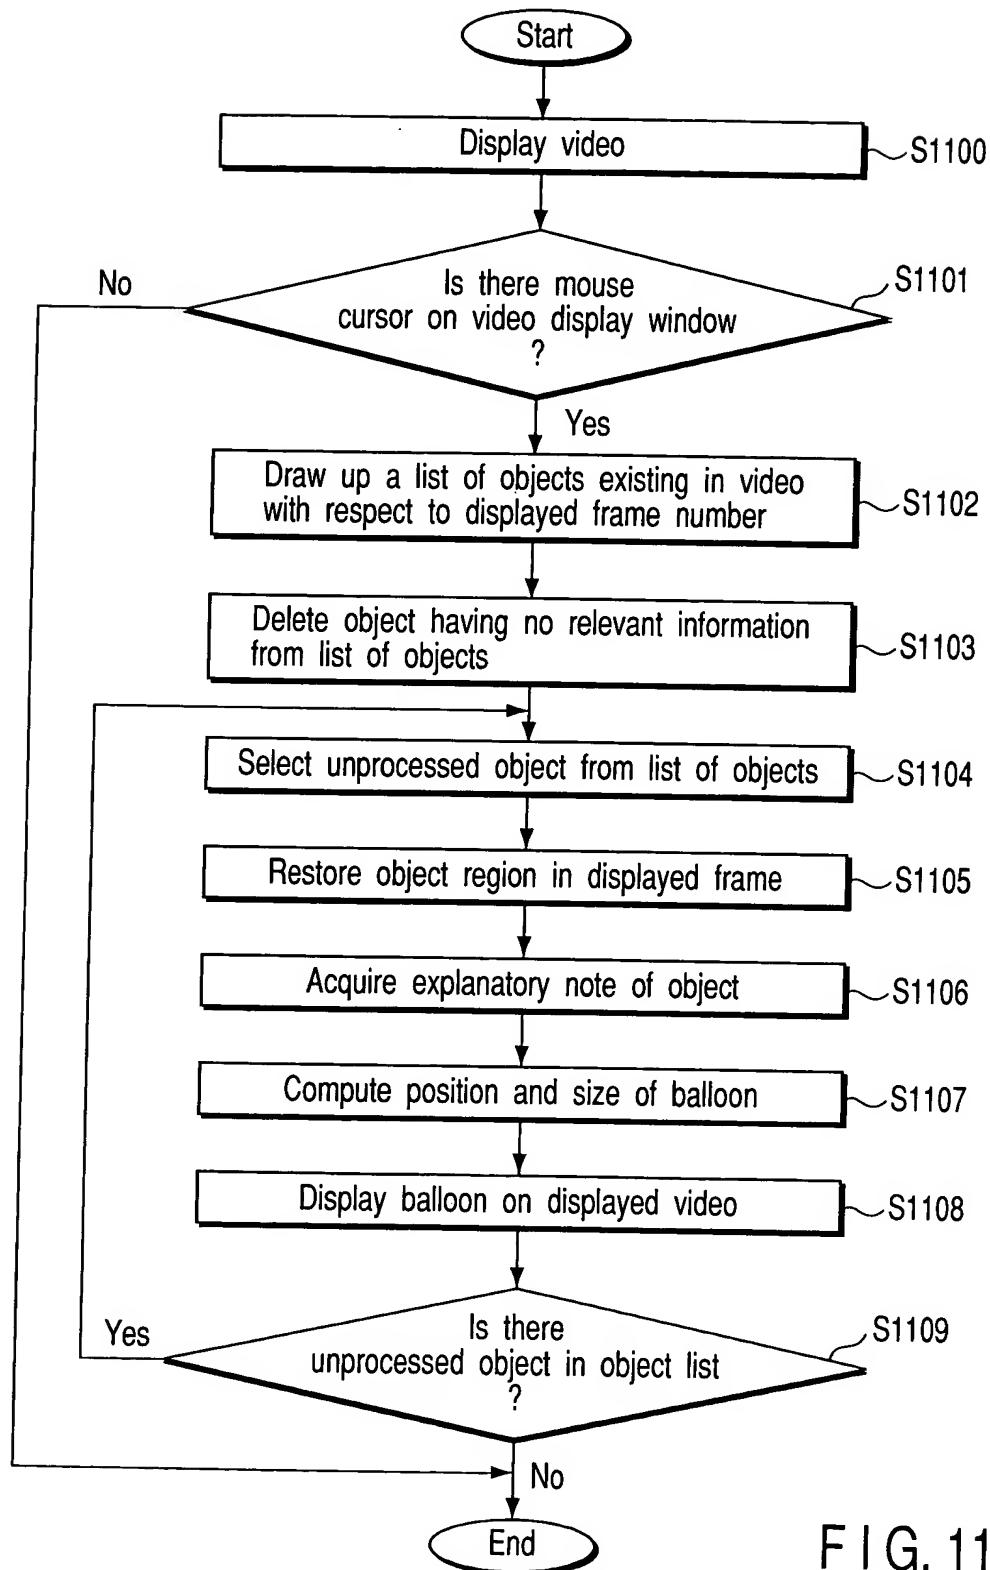 Start
Display video
S1100
Is there mouse
cursor on video display window
?
S1101
No
Yes
Draw up a list of objects existing in video
with respect to displayed frame number
S1102
Delete object having no relevant information
from list of objects
S1103
Select unprocessed object from list of objects
S1104
Restore object region in displayed frame
S1105
Acquire explanatory note of object
S1106
Compute position and size of balloon
S1107
Display balloon on displayed video
S1108
Is there
unprocessed object in object list
?
S1109
Yes
No
End
FIG. 11